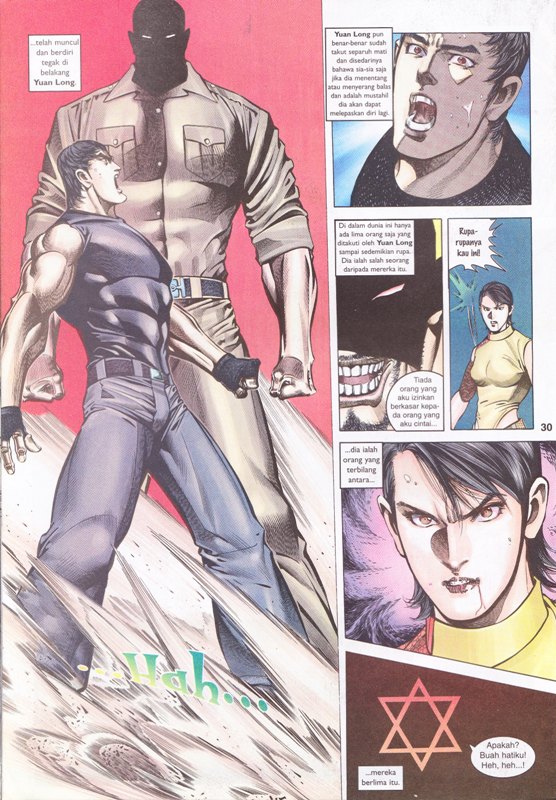 ...telah muncul
dan berdiri
tegak di
belakang
Yuan Long.
Yuan Long pun
benar-benar sudah
takut separuh mati
dan disedarinya
bahawa sia-sia saja
jika dia menentang
atau menyerang balas
dan adalah mustahil
dia akan dapat
melepaskan diri lagi.
Di dalam dunia ini hanya
ada lima orang saja yang
ditakuti oleh Yuan Long
sampai sedemikian rupa.
Dia ialah salah seorang
daripada mererka itu.
Rupa-
rupanya
kau ini!
Tiada
orang yang
aku izinkan
berkasar kepa-
da orang yang
aku cintai...
30
...dia ialah
orang yang
terbilang
antara...
...Hah...
Apakah?
Buah hatiku!
Heh, heh...!
...mereka
berlima itu.